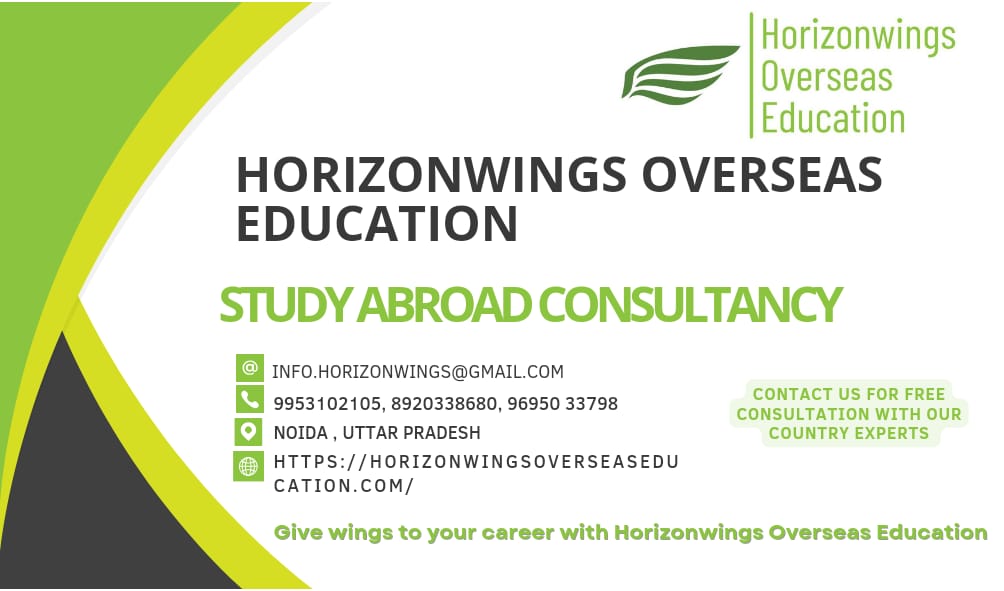 Horizonwings
Overseas
Education
HORIZONWINGS OVERSEAS
EDUCATION
STUDY ABROAD CONSULTANCY
@ INFO.HORIZONWINGS@GMAIL.COM
9953102105, 8920338680, 96950 33798
NOIDA , UTTAR PRADESH
HTTPS://HORIZONWINGSOVERSEASEDU
CATION.COM/
CONTACT US FOR FREE
CONSULTATION WITH OUR
COUNTRY EXPERTS
Give wings to your career with Horizonwings Overseas Education